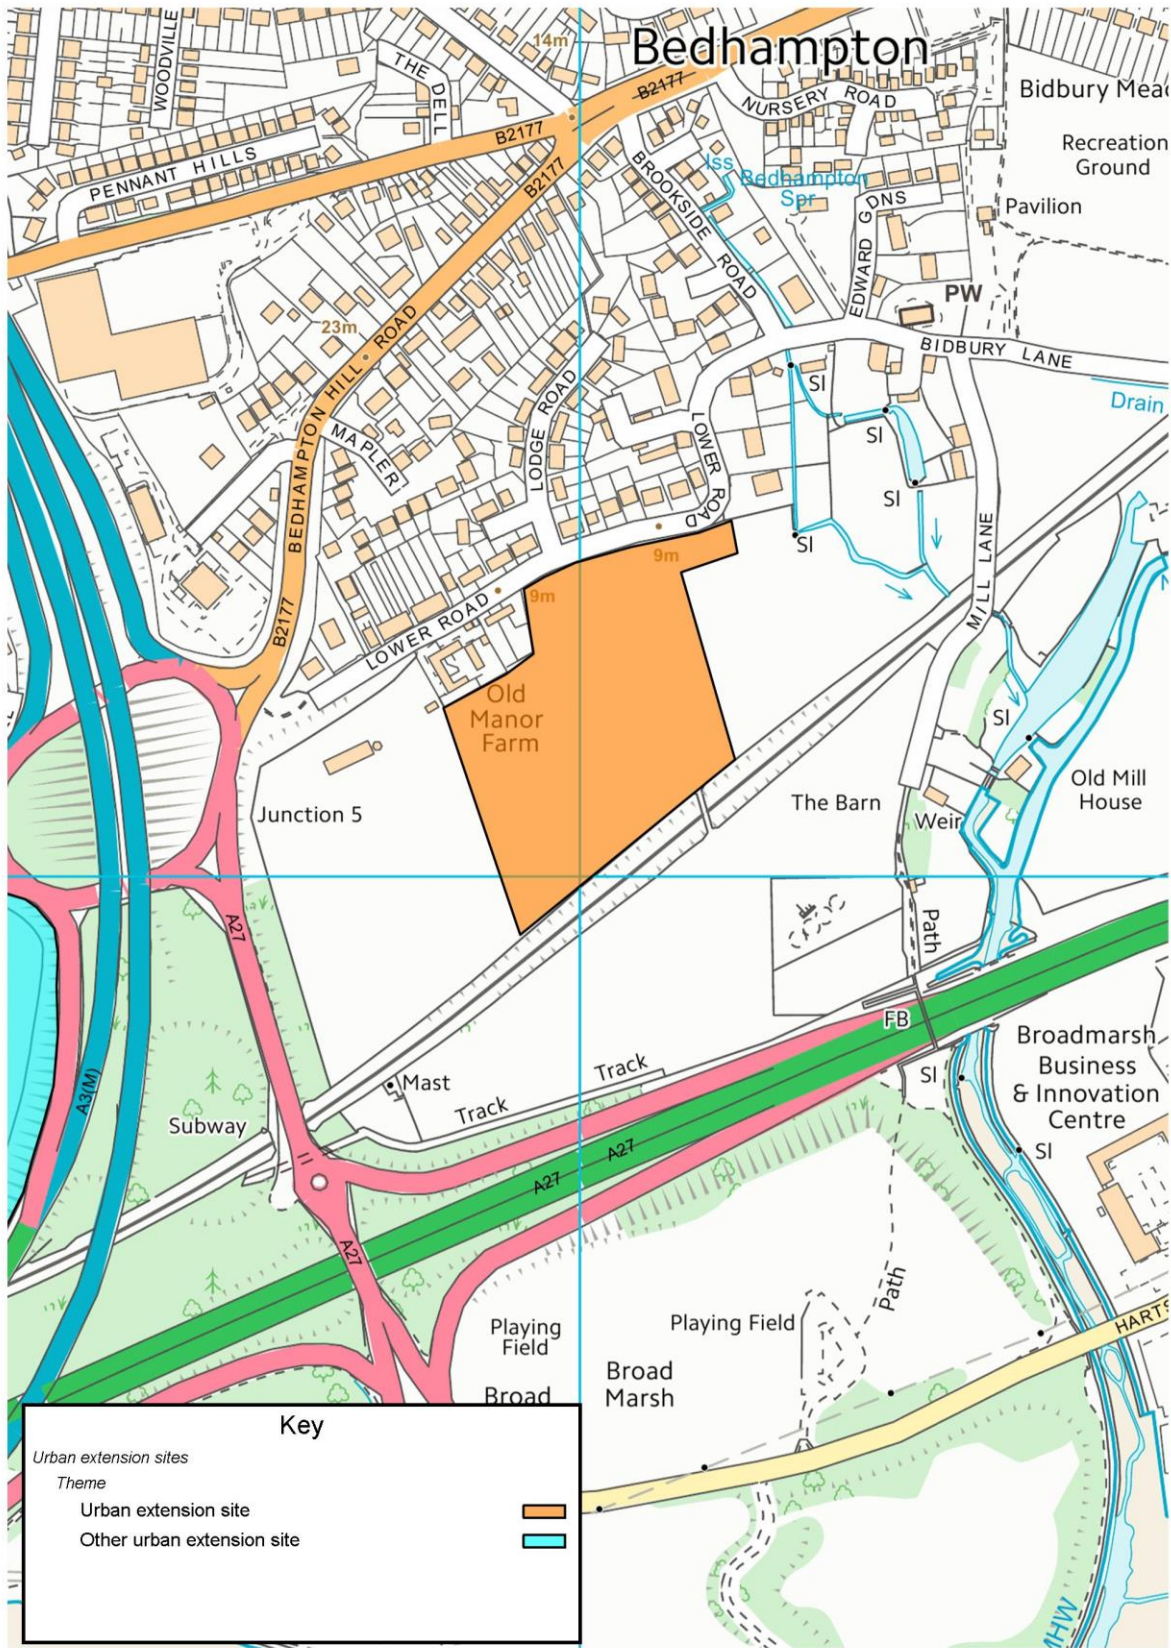 Bedhampton
14m
WOODVILLE
THE DELL
B2177
B2177
B2177
NURSERY ROAD
Recreation
Ground
PENNANT HILLS
BROOKSIDE ROAD
Iss
Bedhampton
Spr
EDWARD GDNS
Pavilion
PW
23m
BEDHAMPTON HILL ROAD
BIDBURY LANE
Drain
MAPLER
LODGE ROAD
LOWER ROAD
SI
SI
SI
SI
9m
9m
MILL LANE
B2177
LOWER ROAD
Old
Manor
Farm
SI
Junction 5
The Barn
Old Mill
House
Weir
A27
Path
FB
A3(M)
Mast
Track
Track
SI
Broadmarsh
Business
& Innovation
Centre
Subway
SI
A27
A27
A27
Path
Playing
Field
Playing Field
HARTS
Broad
Broad
Marsh
MHW
Key
Urban extension sites
Theme
Urban extension site
Other urban extension site